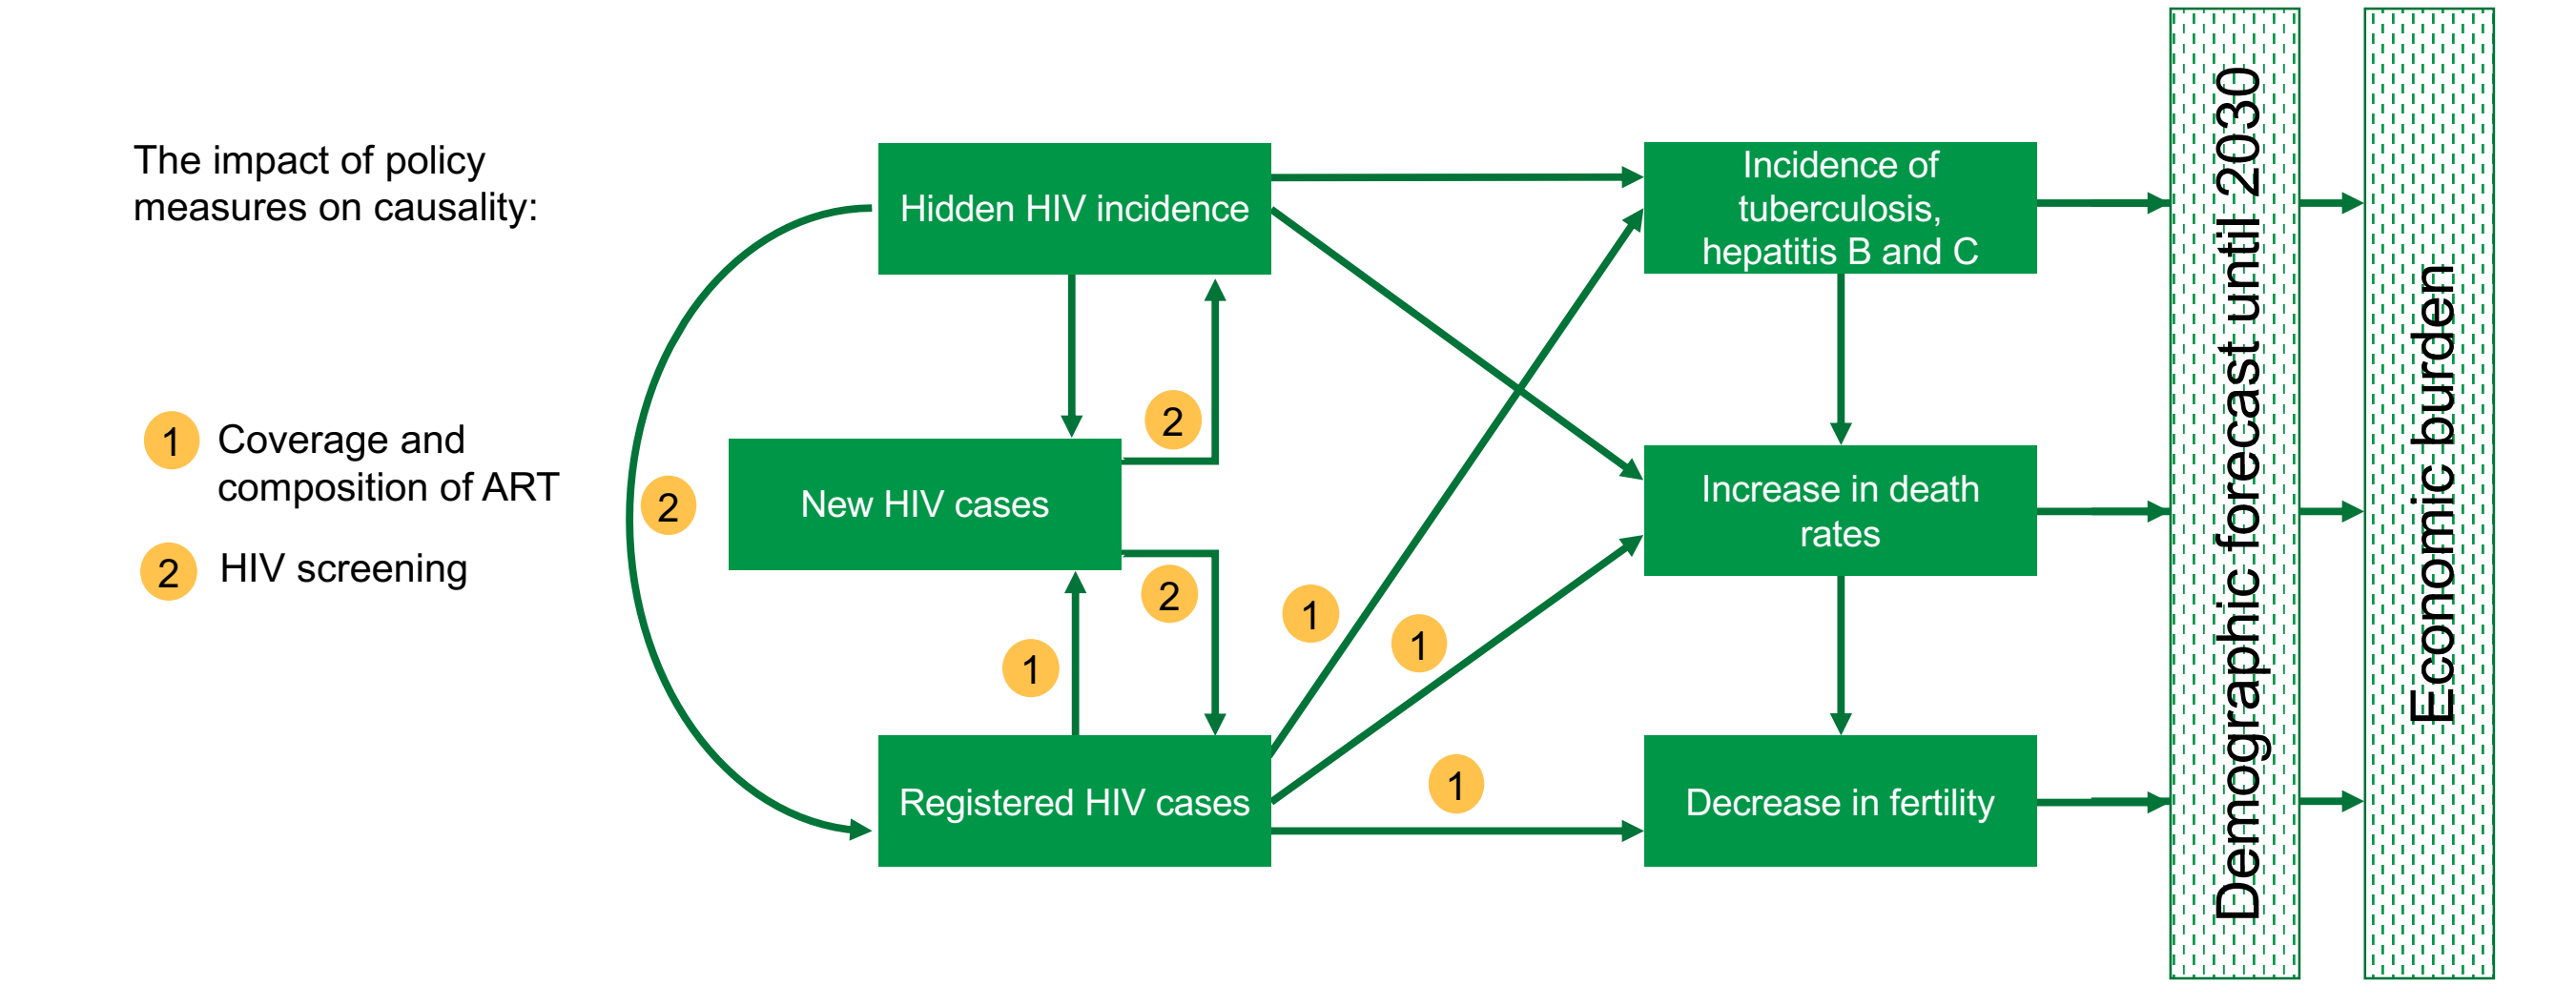 The impact of policy
measures on causality:
1
Coverage and
composition of ART
2
HIV screening
Hidden HIV incidence
2
New HIV cases
2
2
1
Registered HIV cases
1
1
1
Incidence of
tuberculosis,
hepatitis B and C
Increase in death
rates
Decrease in fertility
Demographic forecast until 2030
Economic burden